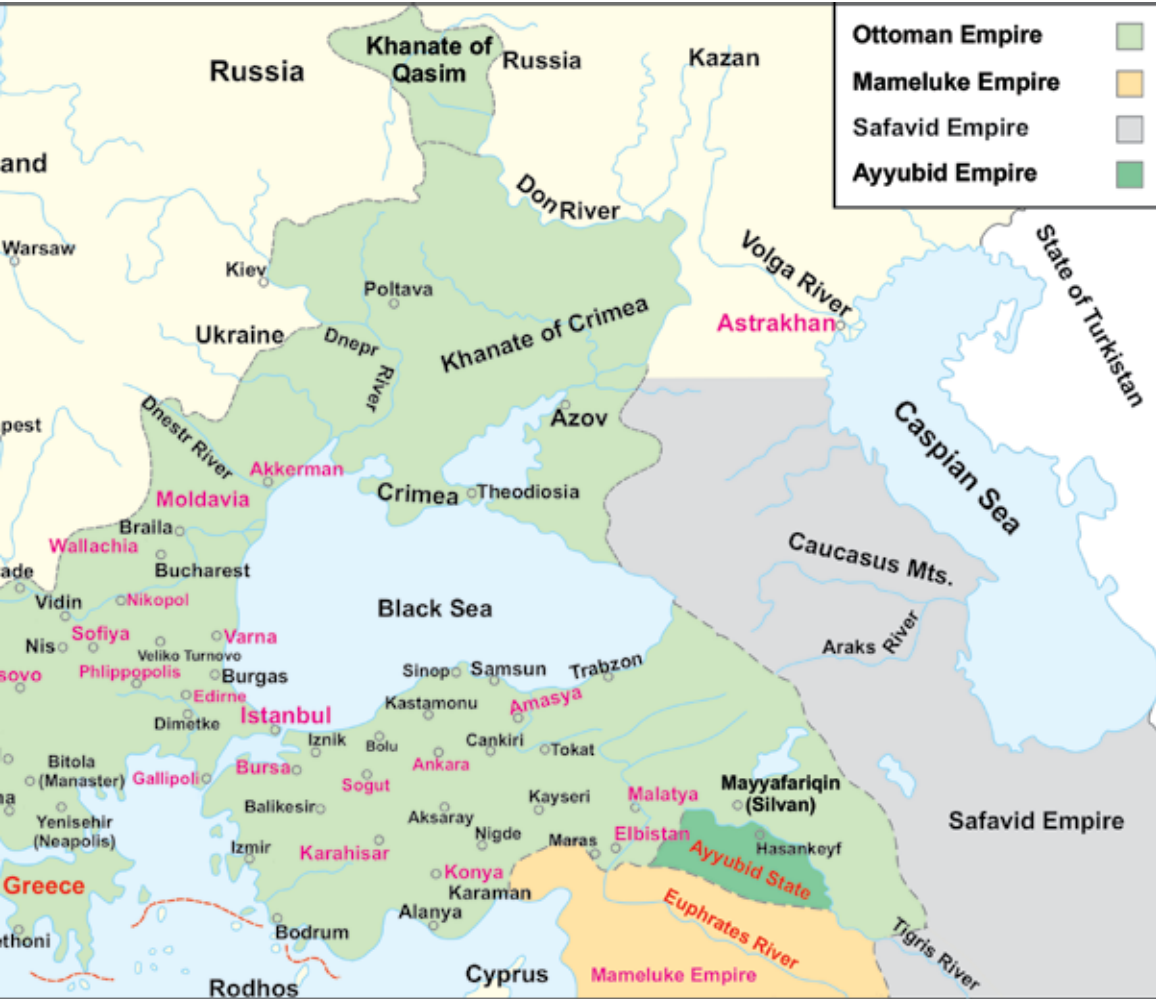 Ottoman Empire
Mameluke Empire
Safavid Empire
Ayyubid Empire
Khanate of
Qasim
Russia
Russia
Kazan
and
Don River
Warsaw
Kiev
Poltava
Volga River
State of Turkistan
Ukraine
Dnepr
River
Khanate of Crimea
Astrakhan
pest
Dnestr River
Azov
Caspian Sea
Akkerman
Moldavia
Crimea
Theodiosia
Braila
Wallachia
Bucharest
Caucasus Mts.
ade
Vidin
Nikopol
Black Sea
Nis
Sofiya
Varna
Veliko Turnovo
Araks River
sovo
Phlippopolis
Burgas
Sinop
Samsun
Trabzon
Edirne
Kastamonu
Amasya
Dimetke
Istanbul
Iznik
Bolu
Cankiri
Tokat
Bitola
(Manaster)
Gallipoli
Bursa
Sogut
Ankara
Mayyafariqin
(Silvan)
na
Yenisehir
(Neapolis)
Balikesir
Aksaray
Kayseri
Malatya
Safavid Empire
Izmir
Karahisar
Nigde
Maras
Elbistan
Hasankeyf
Ayyubid State
Greece
Konya
Karaman
Alanya
Euphrates River
ethoni
Bodrum
Tigris River
Rodhos
Cyprus
Mameluke Empire